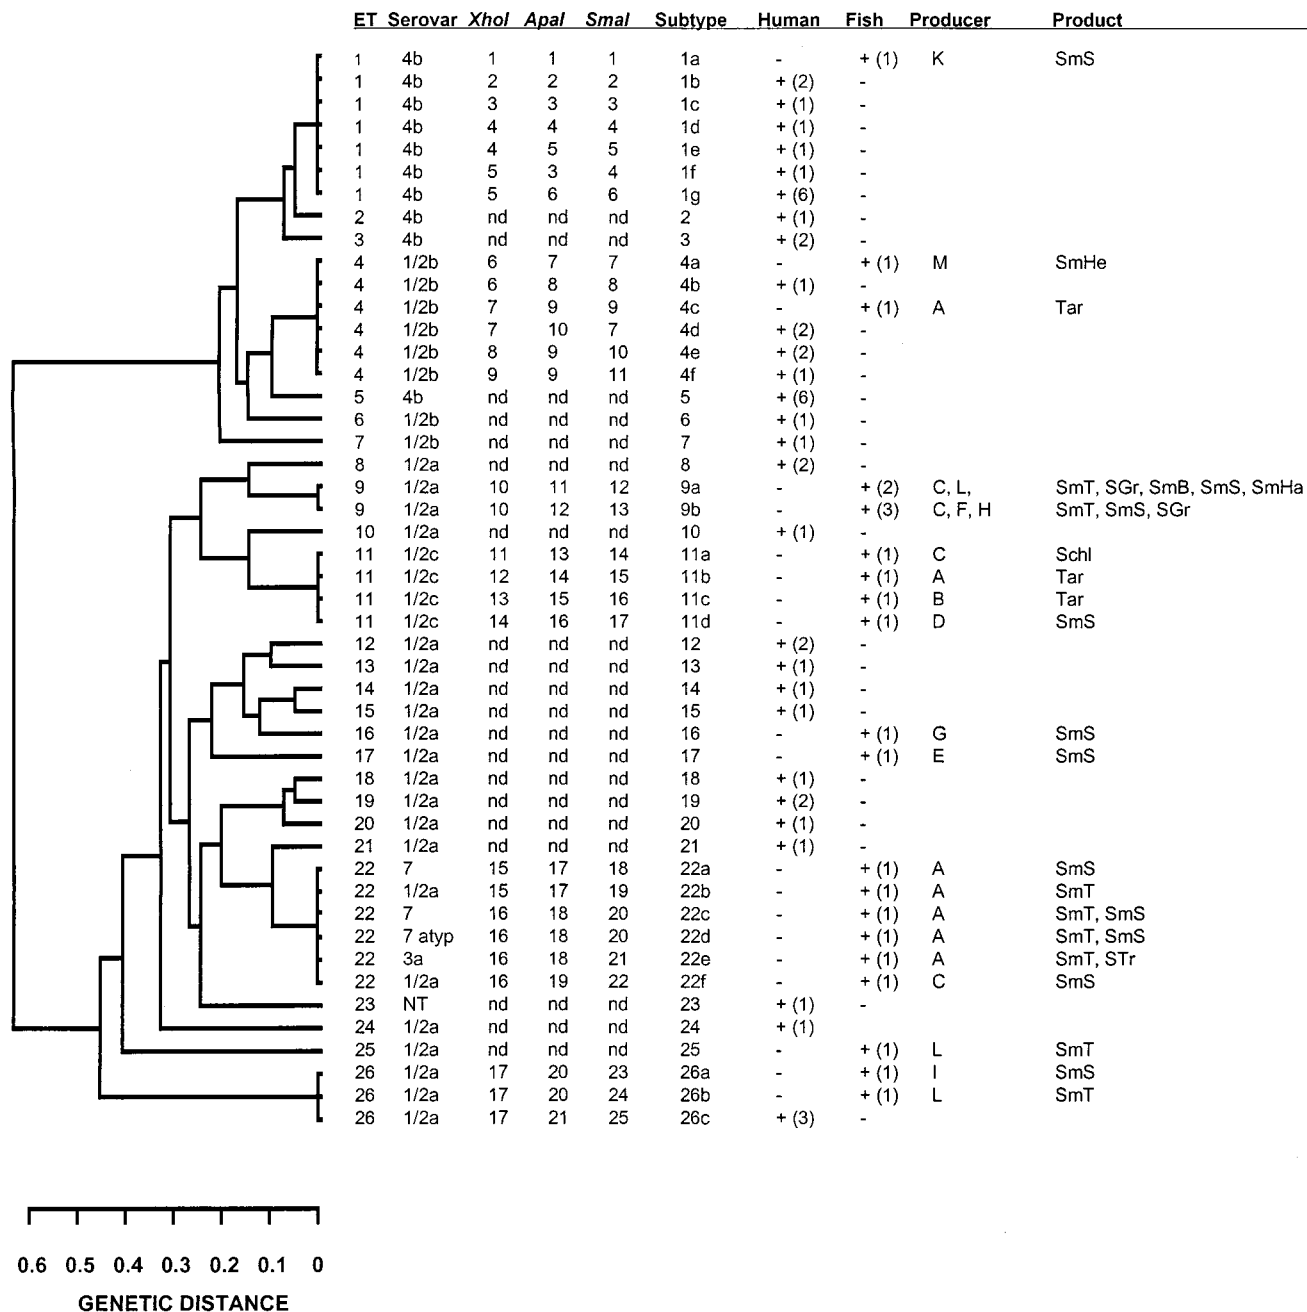 ET Serovar XhoI ApaI SmaI Subtype Human Fish Producer Product
1 4b 1 1 1 1a - + (1) K SmS
1 4b 2 2 2 1b + (2) -
1 4b 3 3 3 1c + (1) -
1 4b 4 4 4 1d + (1) -
1 4b 4 5 5 1e + (1) -
1 4b 5 3 4 1f + (1) -
1 4b 5 6 6 1g + (6) -
2 4b nd nd nd 2 + (1) -
3 4b nd nd nd 3 + (2) -
4 1/2b 6 7 7 4a - + (1) M SmHe
4 1/2b 6 8 8 4b + (1) -
4 1/2b 7 9 9 4c - + (1) A Tar
4 1/2b 7 10 7 4d + (2) -
4 1/2b 8 9 10 4e + (2) -
4 1/2b 9 9 11 4f + (1) -
5 4b nd nd nd 5 + (6) -
6 1/2b nd nd nd 6 + (1) -
7 1/2b nd nd nd 7 + (1) -
8 1/2a nd nd nd 8 + (2) -
9 1/2a 10 11 12 9a - + (2) C, L, SmT, SGr, SmB, SmS, SmHa
9 1/2a 10 12 13 9b - + (3) C, F, H SmT, SmS, SGr
10 1/2a nd nd nd 10 + (1) -
11 1/2c 11 13 14 11a - + (1) C Schl
11 1/2c 12 14 15 11b - + (1) A Tar
11 1/2c 13 15 16 11c - + (1) B Tar
11 1/2c 14 16 17 11d - + (1) D SmS
12 1/2a nd nd nd 12 + (2) -
13 1/2a nd nd nd 13 + (1) -
14 1/2a nd nd nd 14 + (1) -
15 1/2a nd nd nd 15 + (1) -
16 1/2a nd nd nd 16 - + (1) G SmS
17 1/2a nd nd nd 17 - + (1) E SmS
18 1/2a nd nd nd 18 + (1) -
19 1/2a nd nd nd 19 + (2) -
20 1/2a nd nd nd 20 + (1) -
21 1/2a nd nd nd 21 + (1) -
22 7 15 17 18 22a - + (1) A SmS
22 1/2a 15 17 19 22b - + (1) A SmT
22 7 16 18 20 22c - + (1) A SmT, SmS
22 7 atyp 16 18 20 22d - + (1) A SmT, SmS
22 3a 16 18 21 22e - + (1) A SmT, STr
22 1/2a 16 19 22 22f - + (1) C SmS
23 NT nd nd nd 23 + (1) -
24 1/2a nd nd nd 24 + (1)
25 1/2a nd nd nd 25 - + (1) L SmT
26 1/2a 17 20 23 26a - + (1) I SmS
26 1/2a 17 20 24 26b - + (1) L SmT
26 1/2a 17 21 25 26c + (3) -
0.6 0.5 0.4 0.3 0.2 0.1 0
GENETIC DISTANCE